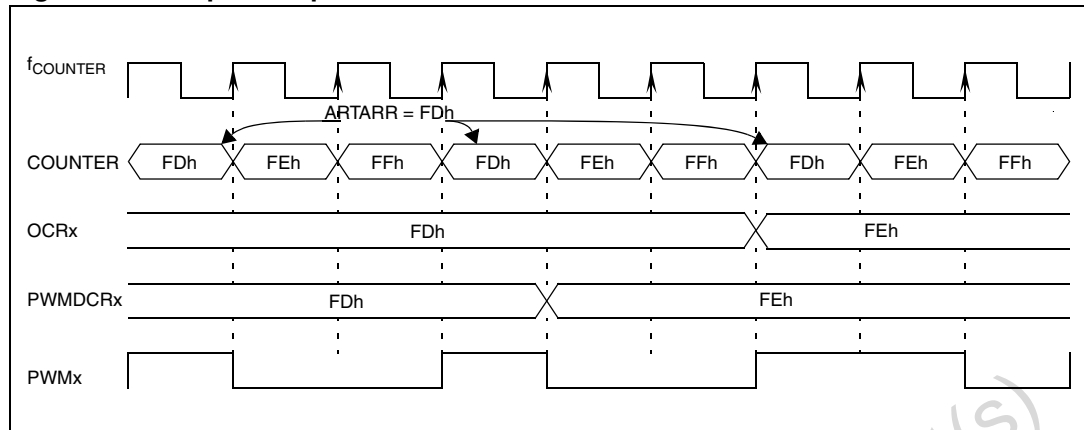 fCOUNTER
ARTARR = FDh
COUNTER FDh FEh FFh FDh FEh FFh FDh FEh FFh
OCRx FDh FEh
PWMDCRx FDh FEh
PWMx
(s)